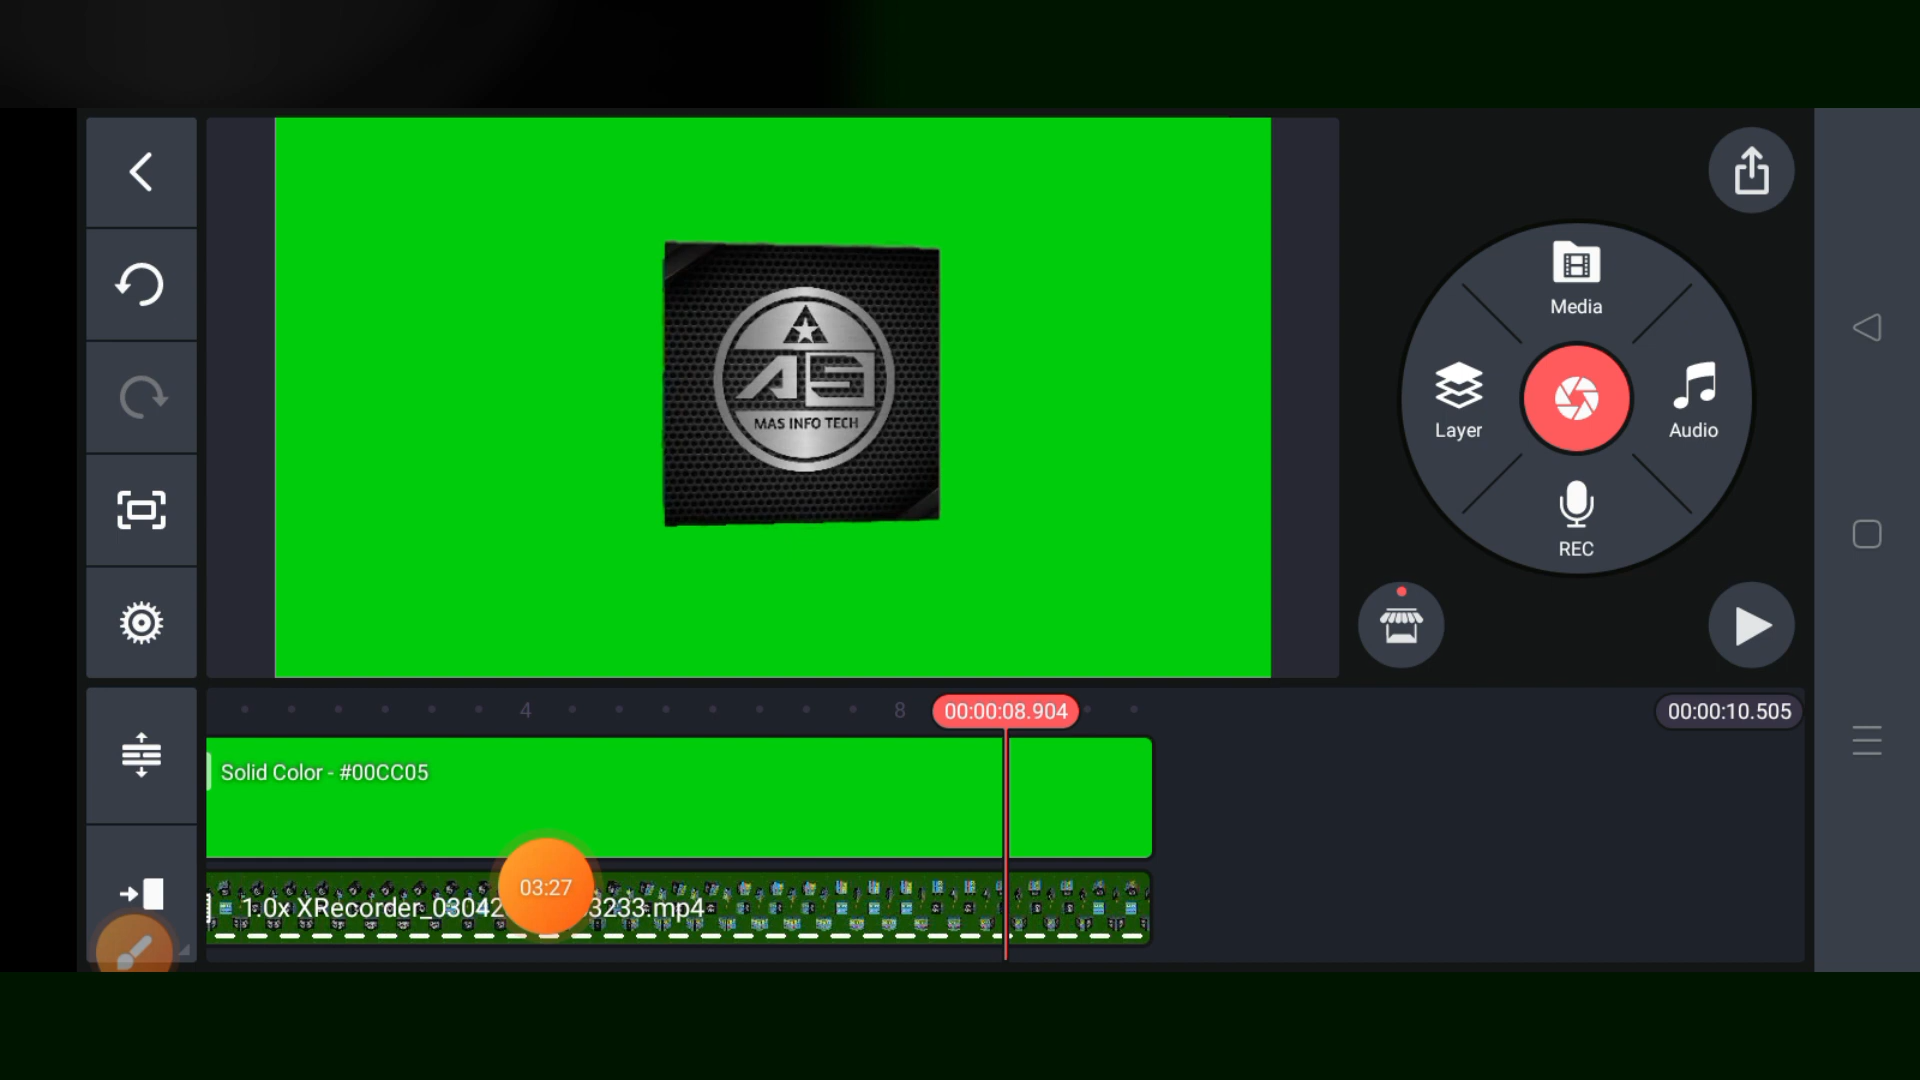 Media
Layer
Audio
REC
MAS INFO TECH
4
8
00:00:08.904
00:00:10.505
Solid Color - #00CC05
03:27
1.0x XRecorder_03042
3233.mp4